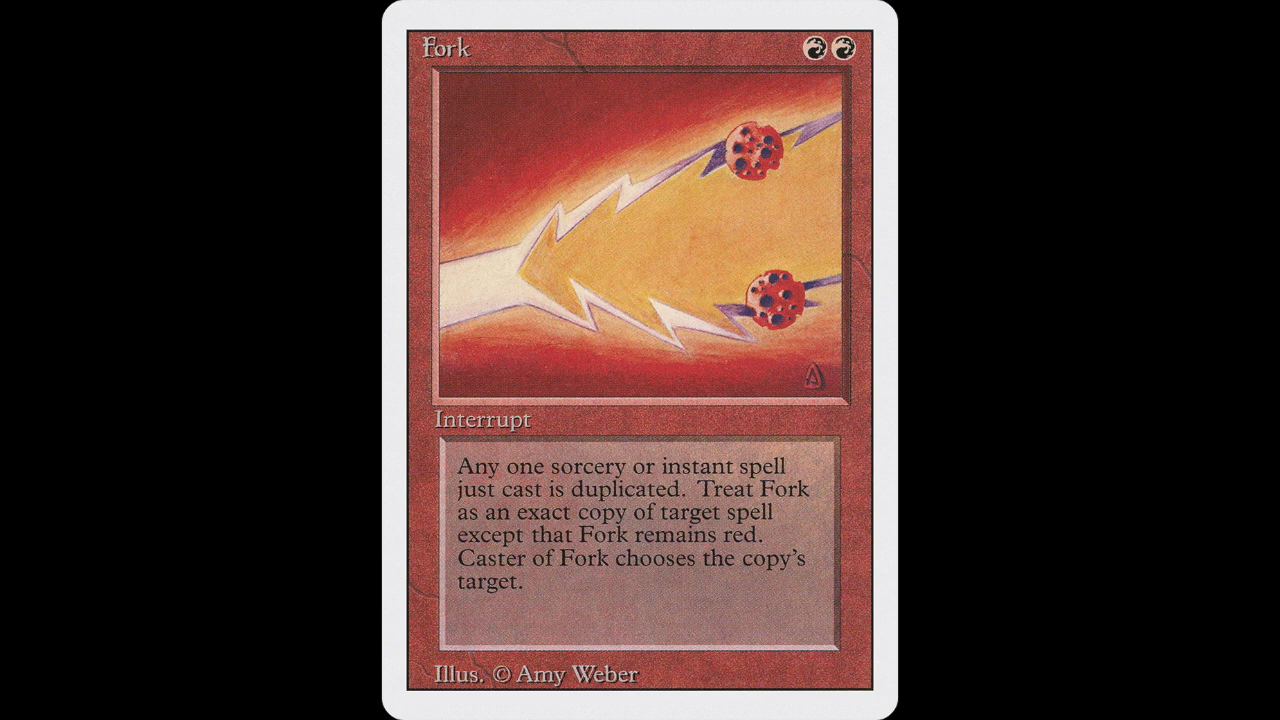 Fork
Interrupt
Any one sorcery or instant spell
just cast is duplicated. Treat Fork
as an exact copy of target spell
except that Fork remains red.
Caster of Fork chooses the copy's
target.
Illus. © Amy Weber